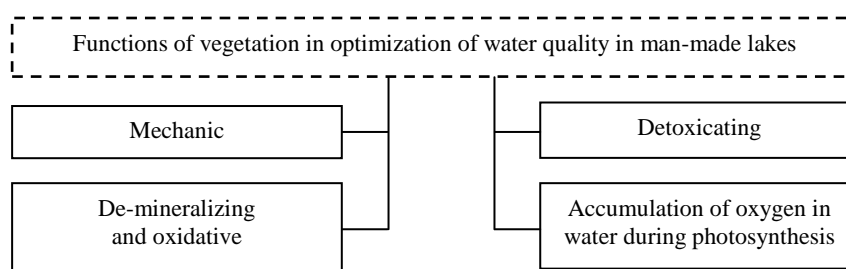 Functions of vegetation in optimization of water quality in man-made lakes
Mechanic
Detoxicating
De-mineralizing
and oxidative
Accumulation of oxygen in
water during photosynthesis